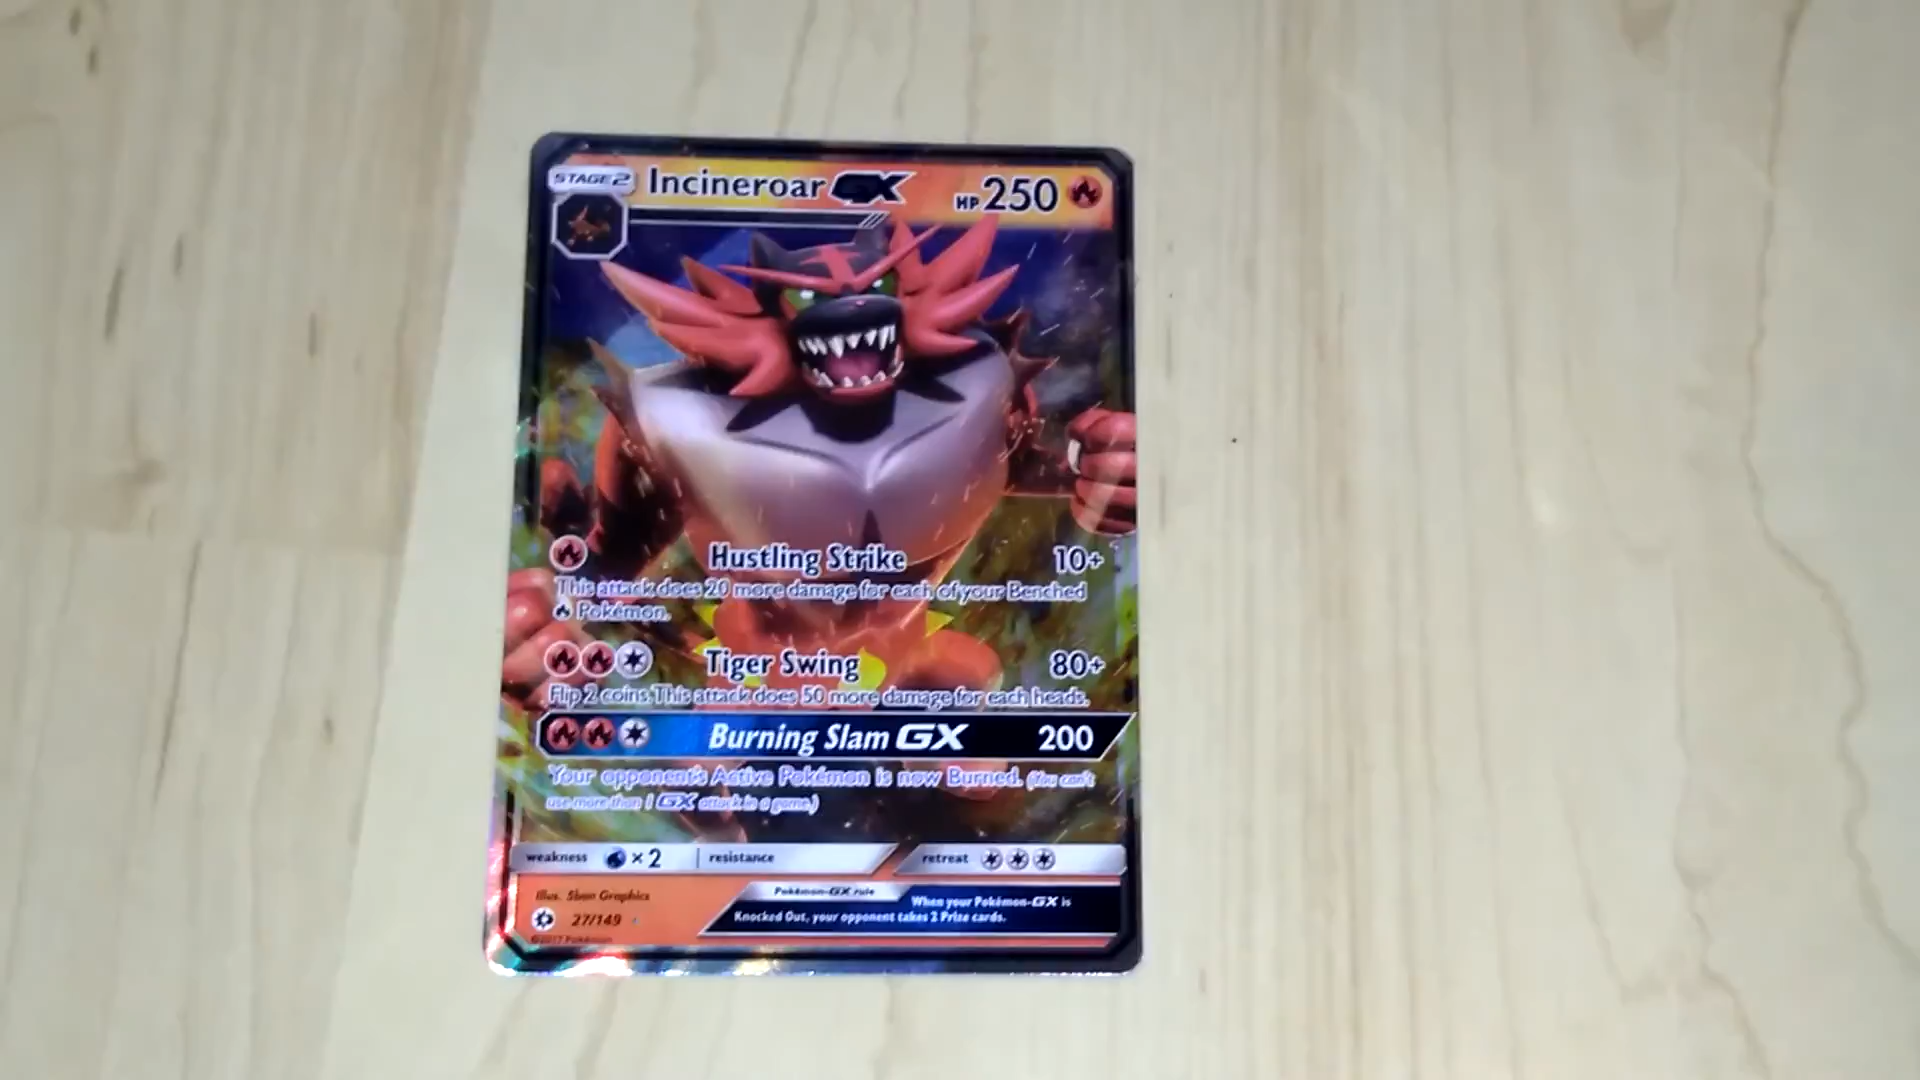 STAGE2 Incineroar GX HP250
Hustling Strike 10+
This attack does 20 more damage for each of your Benched
Pokémon.
Tiger Swing 80+
Flip 2 coins. This attack does 50 more damage for each heads.
Burning Slam GX 200
Your opponent's Active Pokémon is now Burned. (You can't
use more than 1 GX attack in a game.)
weakness ×2 resistance retreat
Illus. 5ban Graphics
Pokémon-GX rule
When your Pokémon-GX is
Knocked Out, your opponent takes 2 Prize cards.
27/149
©2017 Pokémon